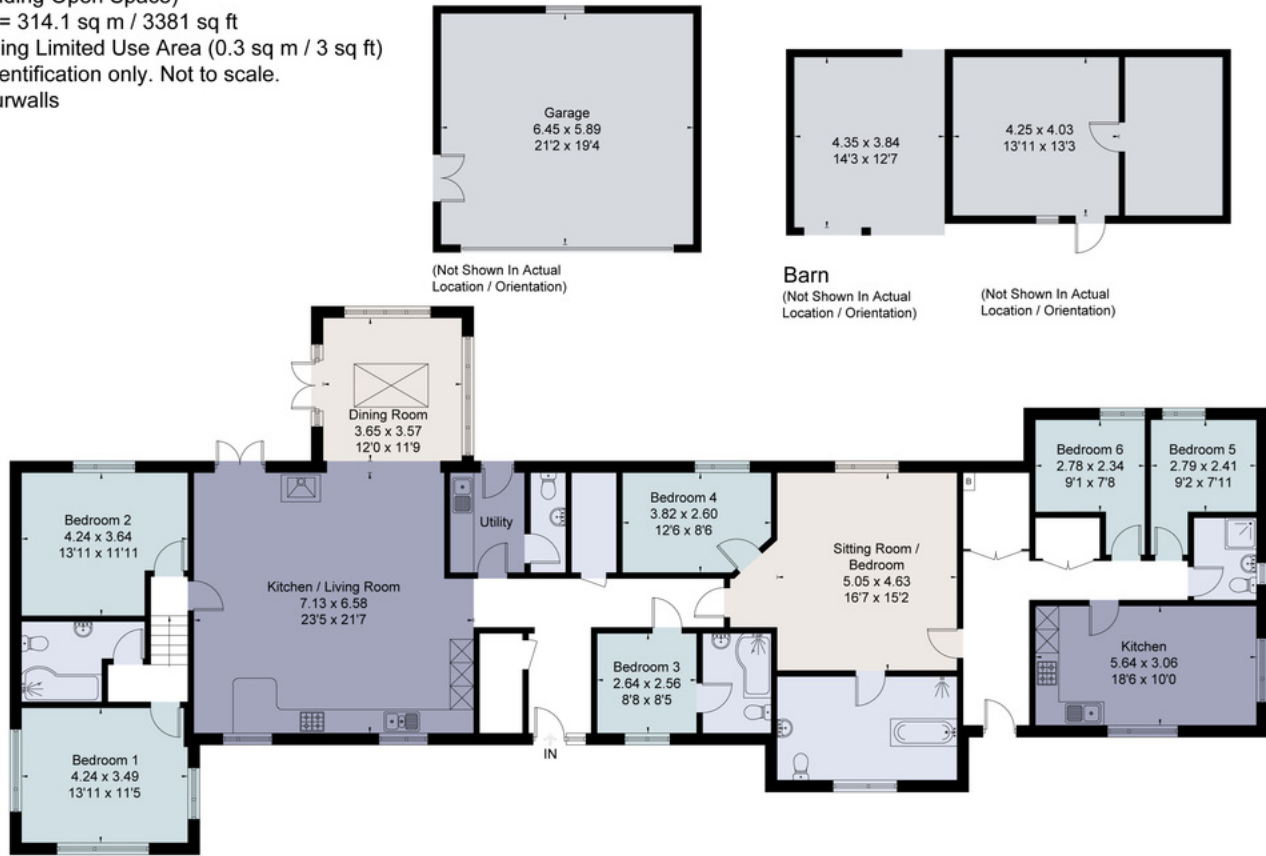 = 314.1 sq m / 3381 sq ft
ing Limited Use Area (0.3 sq m / 3 sq ft)
entification only. Not to scale.
urwalls
Garage
6.45 x 5.89
21'2 x 19'4
(Not Shown In Actual
Location / Orientation)
4.35 x 3.84
14'3 x 12'7
4.25 x 4.03
13'11 x 13'3
Barn
(Not Shown In Actual
Location / Orientation)
(Not Shown In Actual
Location / Orientation)
Dining Room
3.65 x 3.57
12'0 x 11'9
Bedroom 2
4.24 x 3.64
13'11 x 11'11
Kitchen / Living Room
7.13 x 6.58
23'5 x 21'7
Utility
Bedroom 4
3.82 x 2.60
12'6 x 8'6
Sitting Room /
Bedroom
5.05 x 4.63
16'7 x 15'2
B
Bedroom 6
2.78 x 2.34
9'1 x 7'8
Bedroom 5
2.79 x 2.41
9'2 x 7'11
Bedroom 3
2.64 x 2.56
8'8 x 8'5
Kitchen
5.64 x 3.06
18'6 x 10'0
Bedroom 1
4.24 x 3.49
13'11 x 11'5
IN